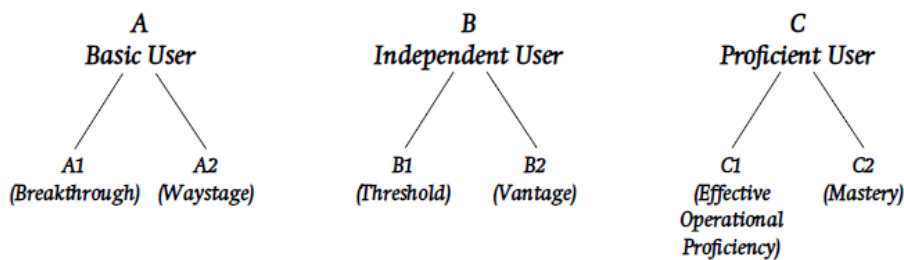 A
Basic User
B
Independent User
C
Proficient User
A1
(Breakthrough)
A2
(Waystage)
B1
(Threshold)
B2
(Vantage)
C1
(Effective
Operational
Proficiency)
C2
(Mastery)